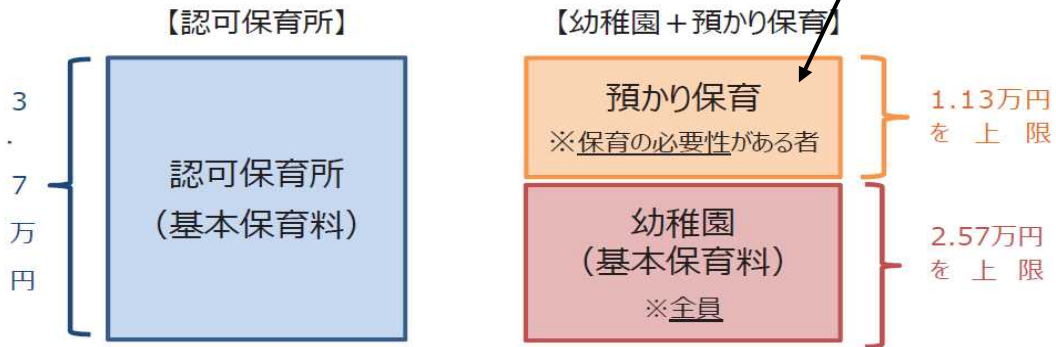 【認可保育所】
3.7万円
認可保育所
（基本保育料）
【幼稚園＋預かり保育】
預かり保育
※保育の必要性がある者
1.13万円
を上限
幼稚園
（基本保育料）
※全員
2.57万円
を上限